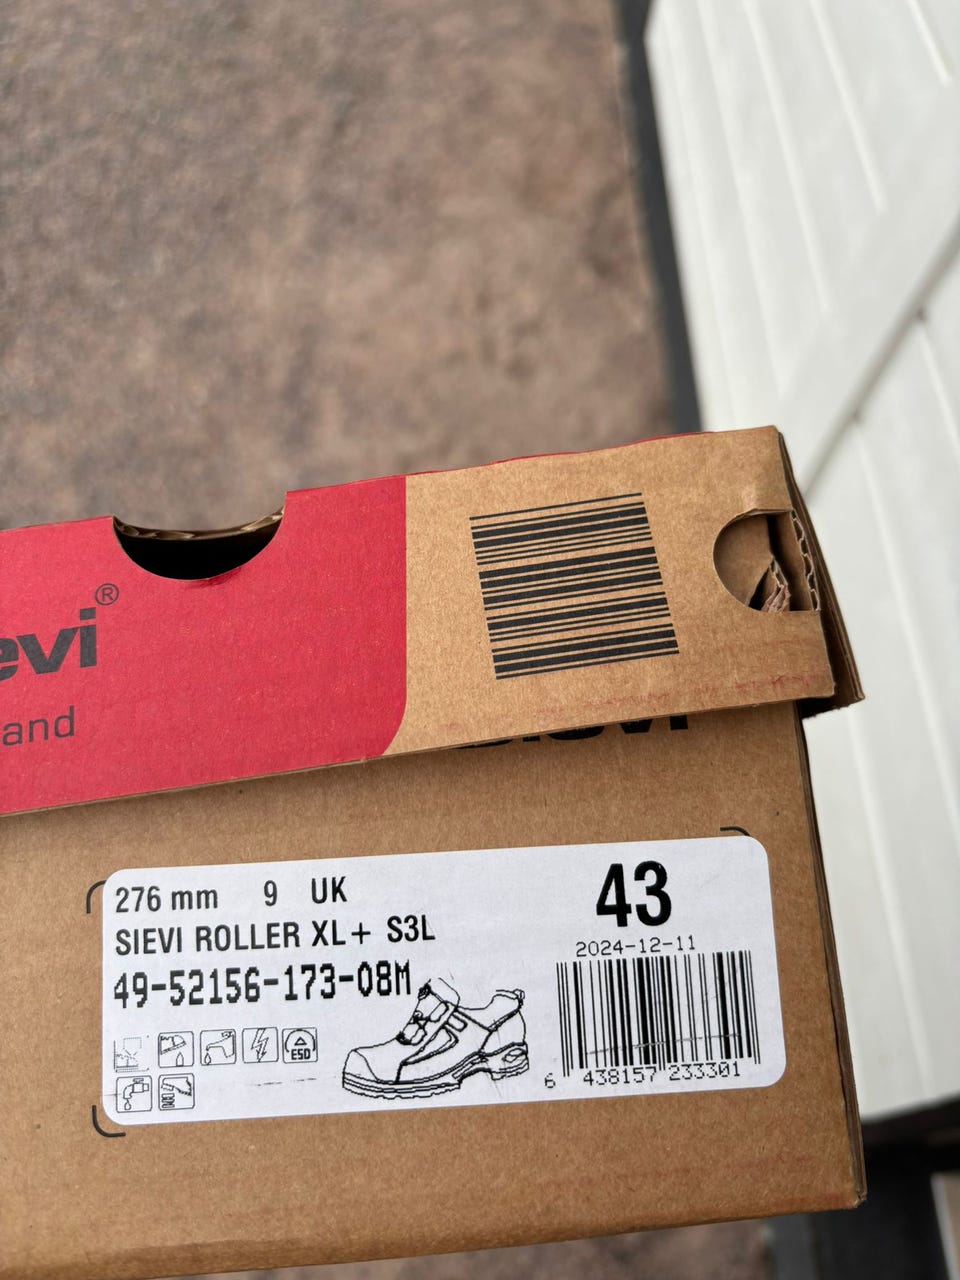 evi®
and
276 mm 9 UK
SIEVI ROLLER XL+ S3L
49-52156-173-08M
ESD
43
2024-12-11
6 438157 233301